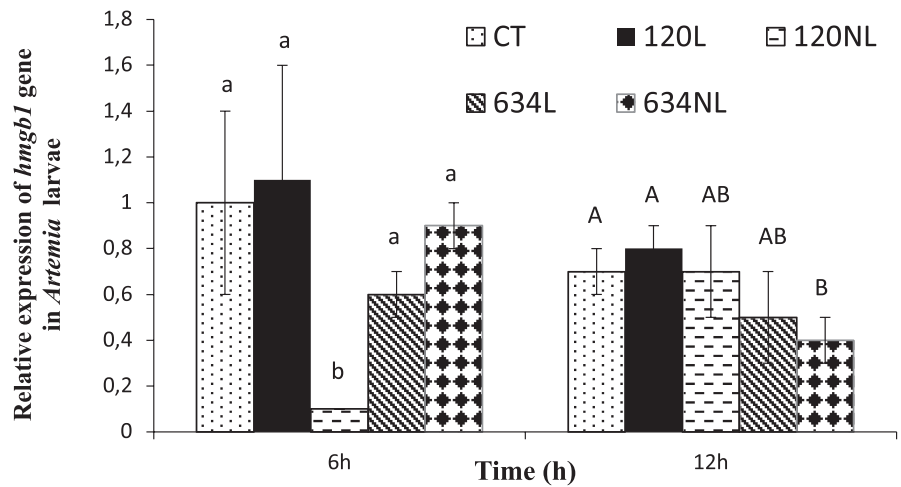 Relative expression of hmgb1 gene
in Artemia larvae
1,8
1,6
1,4
1,2
1
0,8
0,6
0,4
0,2
0
CT
120L
120NL
634L
634NL
a
a
b
a
a
A
A
AB
AB
B
6h
12h
Time (h)